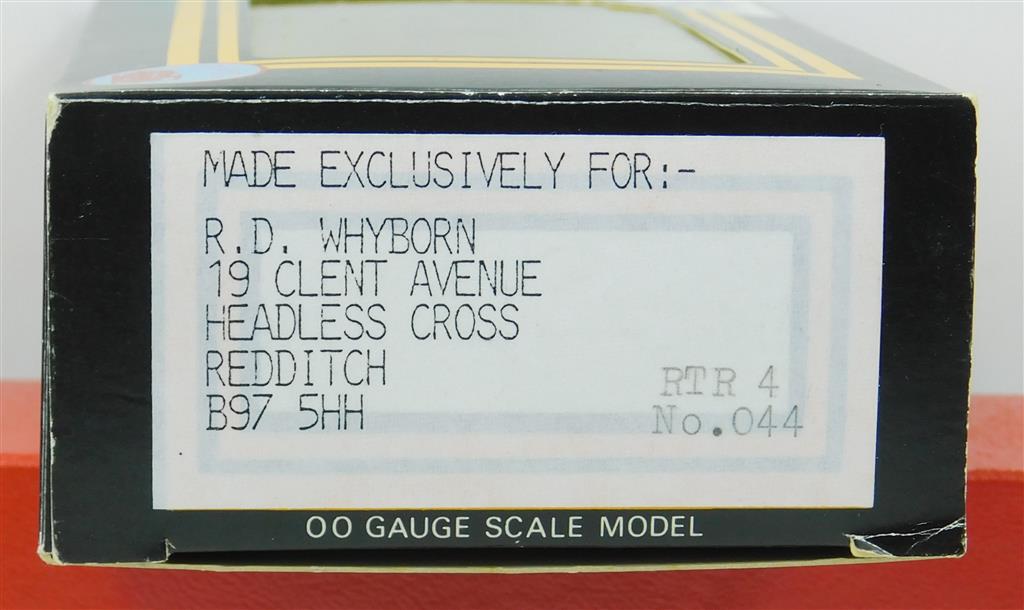 MADE EXCLUSIVELY FOR:-
R.D. WHYBORN
19 CLENT AVENUE
HEADLESS CROSS
REDDITCH
B97 5HH
RTR 4
No.044
OO GAUGE SCALE MODEL